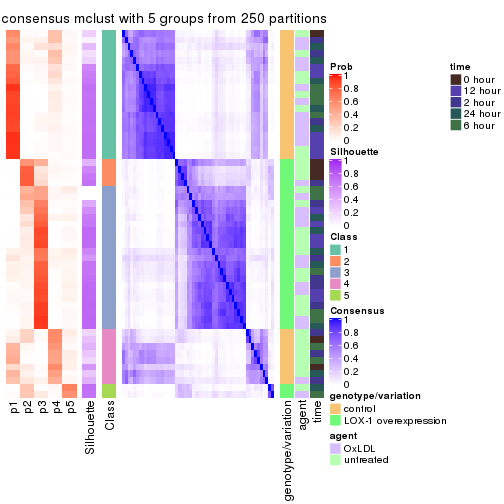 consensus mclust with 5 groups from 250 partitions
Prob
1
0.8
0.6
0.4
0.2
0
time
0 hour
12 hour
2 hour
24 hour
6 hour
Silhouette
1
0.8
0.6
0.4
0.2
0
Class
1
2
3
4
5
Consensus
1
0.8
0.6
0.4
0.2
0
genotype/variation
control
LOX-1 overexpression
agent
OxLDL
untreated
p1
p2
p3
p4
p5
Silhouette
Class
genotype/variation
agent
time